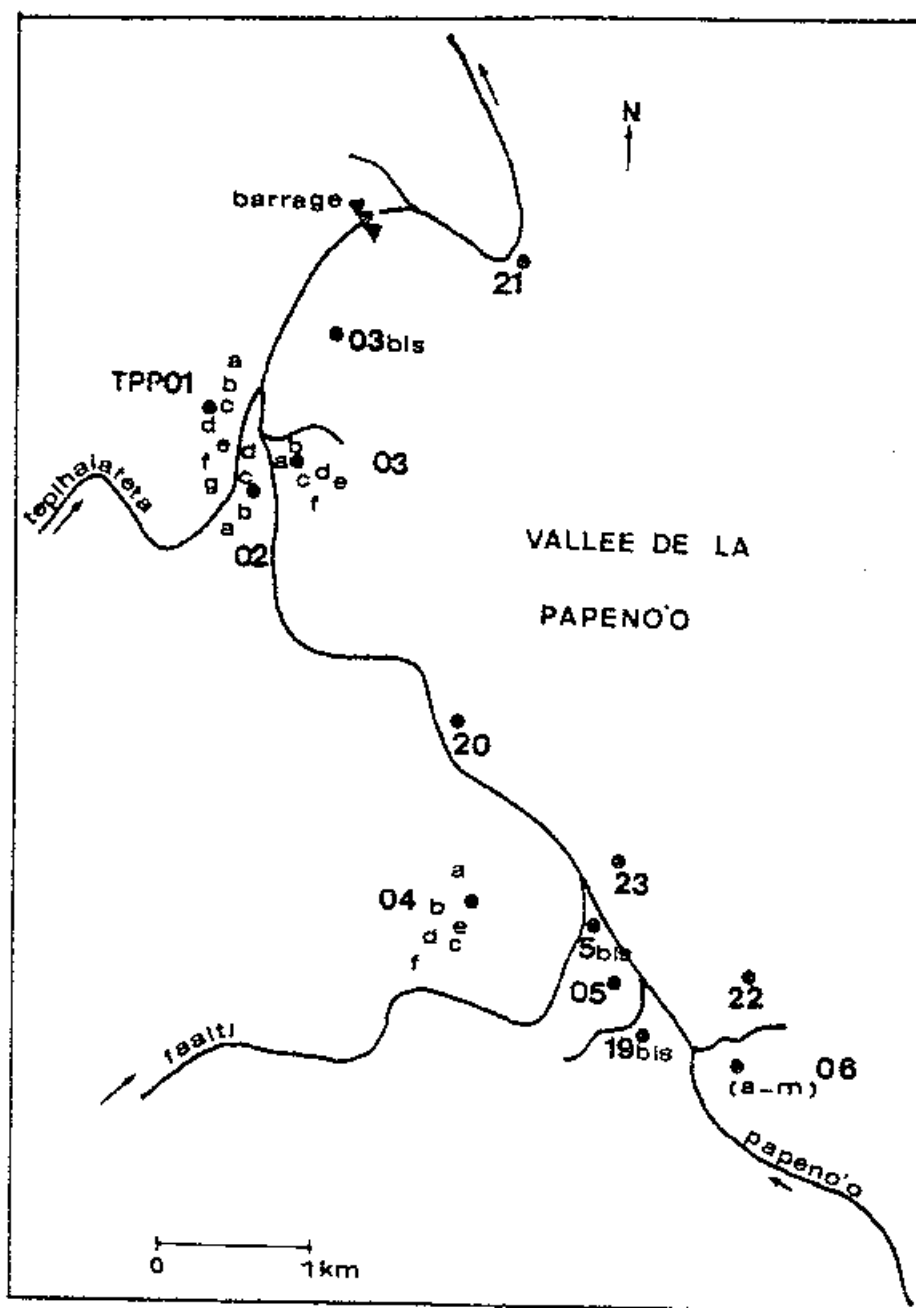 N
barrage
21
03bis
TPP01
a
b
c
d
e
f
g
d
c
b
a
02
b
a
c
d
e
f
03
tepihaiateta
VALLEE DE LA
PAPENO'O
20
23
04
a
b
e
d
c
f
5bis
05
22
19bis
06
(a-m)
faaiti
papeno'o
0
1km